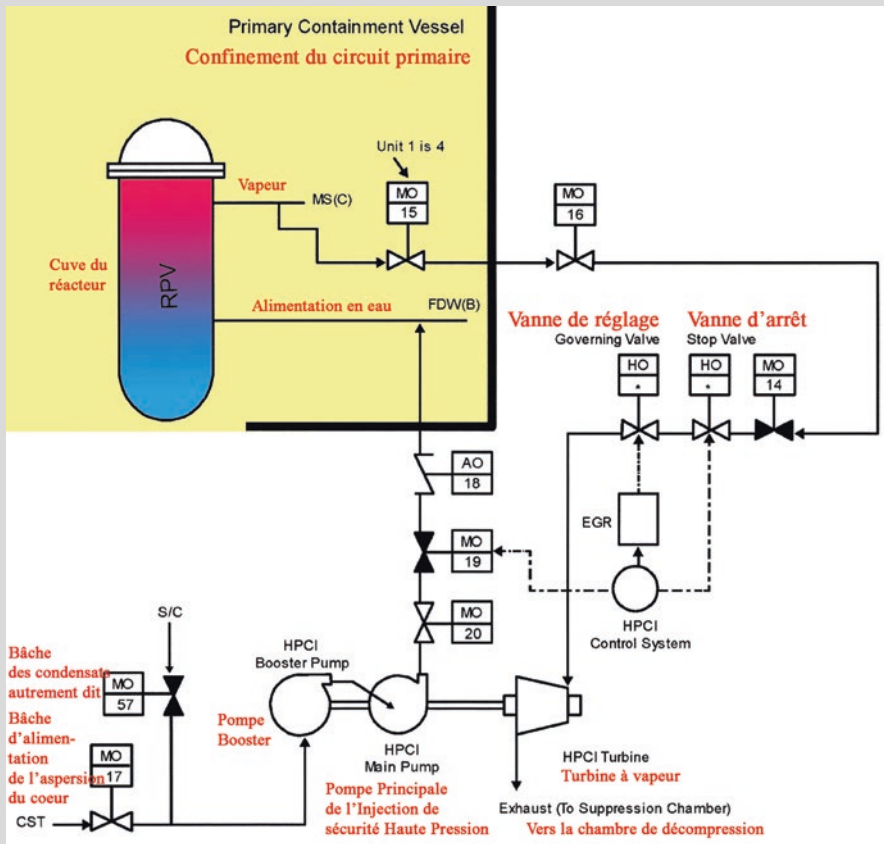 Primary Containment Vessel
Confinement du circuit primaire
Unit 1 is 4
Vapeur
MS(C)
MO
15
MO
16
Cuve du
réacteur
RPV
Alimentation en eau
FDW(B)
Vanne de réglage
Governing Valve
Vanne d'arrêt
Stop Valve
HO
*
HO
*
MO
14
AO
18
EGR
MO
19
HPCI
Control System
MO
20
S/C
Bâche
des condensats
autrement dit
MO
57
Bâche
d'alimen-
tation
de l'aspersion
du coeur
MO
17
CST
HPCI
Booster Pump
Pompe
Booster
HPCI
Main Pump
Pompe Principale
de l'Injection de
sécurité Haute Pression
HPCI Turbine
Turbine à vapeur
Exhaust (To Suppression Chamber)
Vers la chambre de décompression